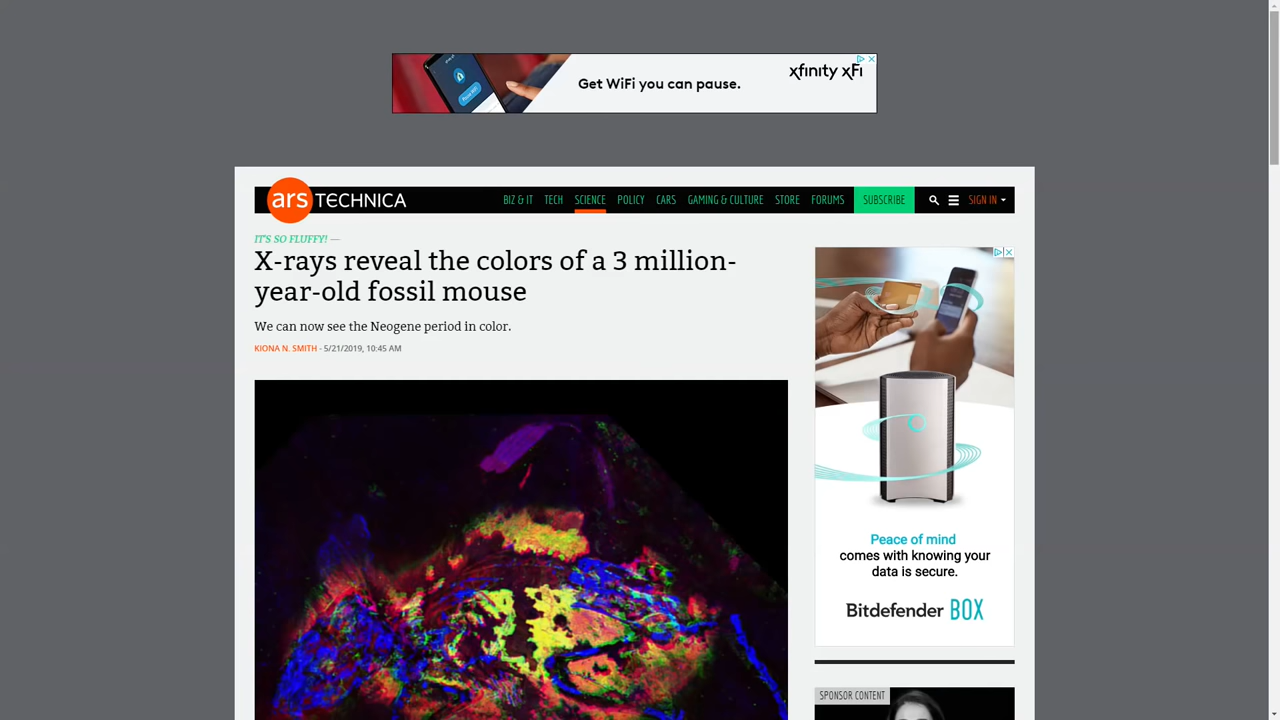 Get WiFi you can pause.
xfinity xFi
ars TECHNICA
BIZ & IT
TECH
SCIENCE
POLICY
CARS
GAMING & CULTURE
STORE
FORUMS
SUBSCRIBE
SIGN IN
IT'S SO FLUFFY! —
X-rays reveal the colors of a 3 million-
year-old fossil mouse
We can now see the Neogene period in color.
KIONA N. SMITH - 5/21/2019, 10:45 AM
Peace of mind
comes with knowing your
data is secure.
Bitdefender BOX
SPONSOR CONTENT